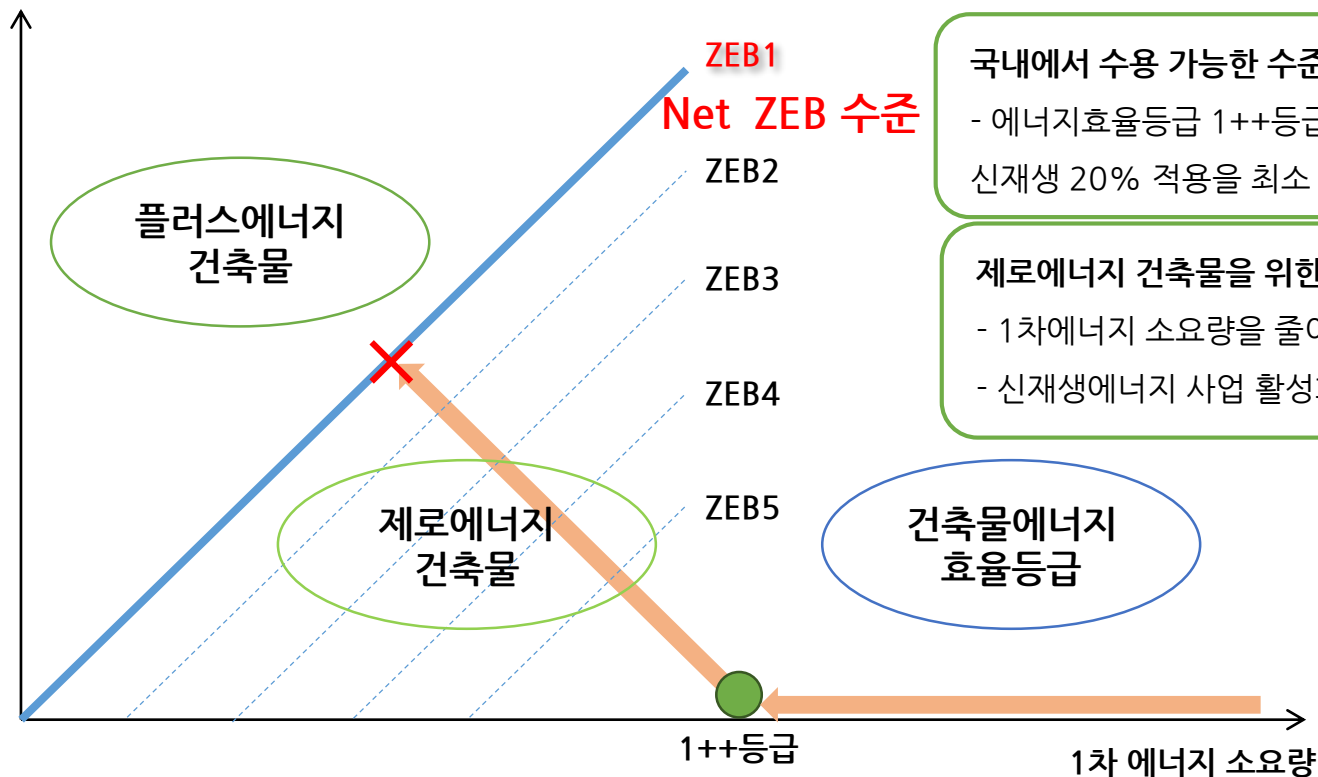 ZEB1
Net ZEB 수준
ZEB2
ZEB3
ZEB4
ZEB5
플러스에너지
건축물
제로에너지
건축물
건축물에너지
효율등급
국내에서 수용 가능한 수준
- 에너지효율등급 1++등급
신재생 20% 적용을 최소
제로에너지 건축물을 위한
- 1차에너지 소요량을
- 신재생에너지 사업
1++등급
1차 에너지 소요량